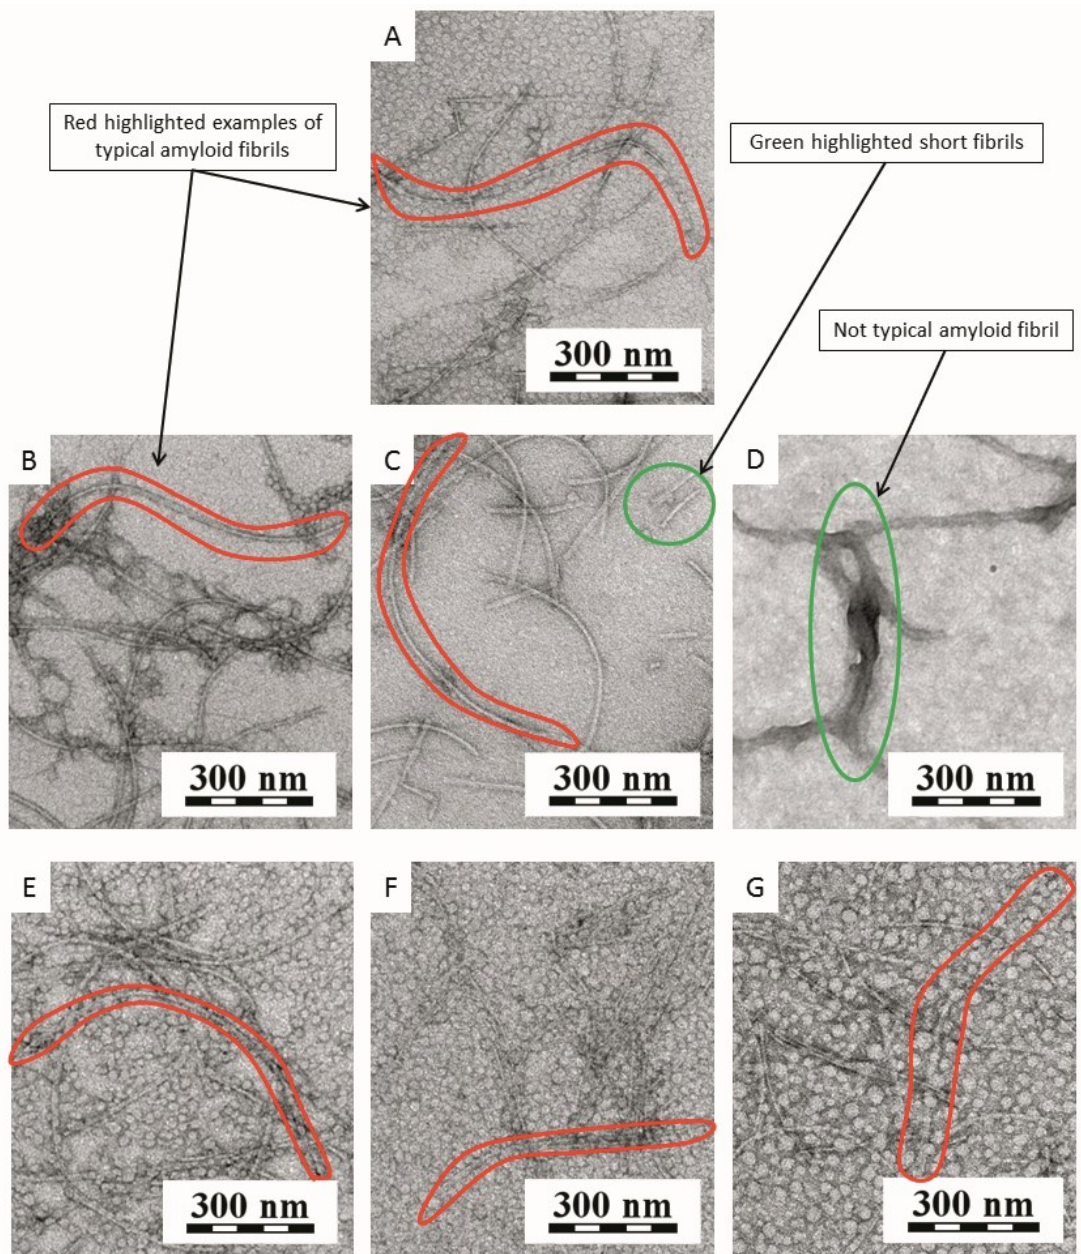 A
Red highlighted examples of
typical amyloid fibrils
Green highlighted short fibrils
Not typical amyloid fibril
300 nm
B
C
D
300 nm
300 nm
300 nm
E
F
G
300 nm
300 nm
300 nm